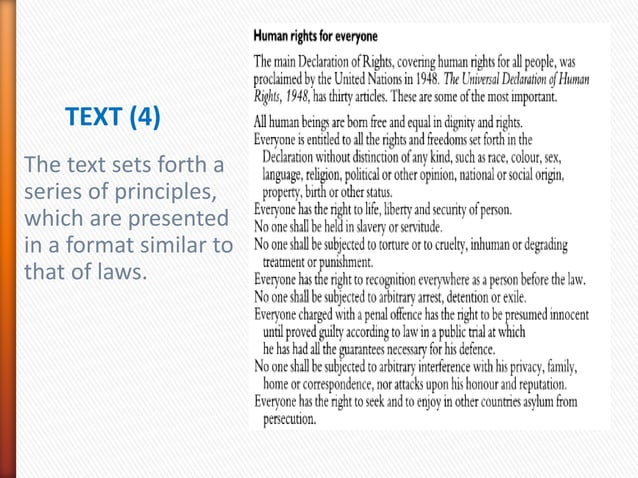 TEXT (4)
The text sets forth a
series of principles,
which are presented
in a format similar to
that of laws.
Human rights for everyone
The main Declaration of Rights, covering human rights for all people, was
proclaimed by the United Nations in 1948. The Universal Declaration of Human
Rights, 1948, has thirty articles. These are some of the most important.
All human beings are born free and equal in dignity and rights.
Everyone is entitled to all the rights and freedoms set forth in the
Declaration without distinction of any kind, such as race, colour, sex,
language, religion, political or other opinion, national or social origin,
property, birth or other status.
Everyone has the right to life, liberty and security of person.
No one shall be held in slavery or servitude.
No one shall be subjected to torture or to cruelty, inhuman or degrading
treatment or punishment.
Everyone has the right to recognition everywhere as a person before the law.
No one shall be subjected to arbitrary arrest, detention or exile.
Everyone charged with a penal offence has the right to be presumed innocent
until proved guilty according to law in a public trial at which
he has had all the guarantees necessary for his defence.
No one shall be subjected to arbitrary interference with his privacy, family,
home or correspondence, nor attacks upon his honour and reputation.
Everyone has the right to seek and to enjoy in other countries asylum from
persecution.